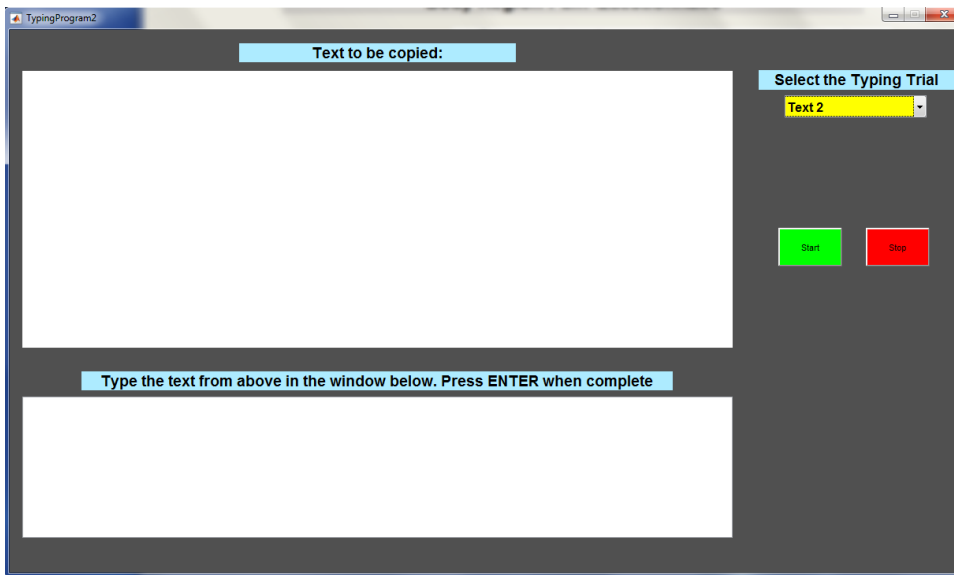 TypingProgram2
Text to be copied:
Select the Typing Trial
Text 2
Start
Stop
Type the text from above in the window below. Press ENTER when complete